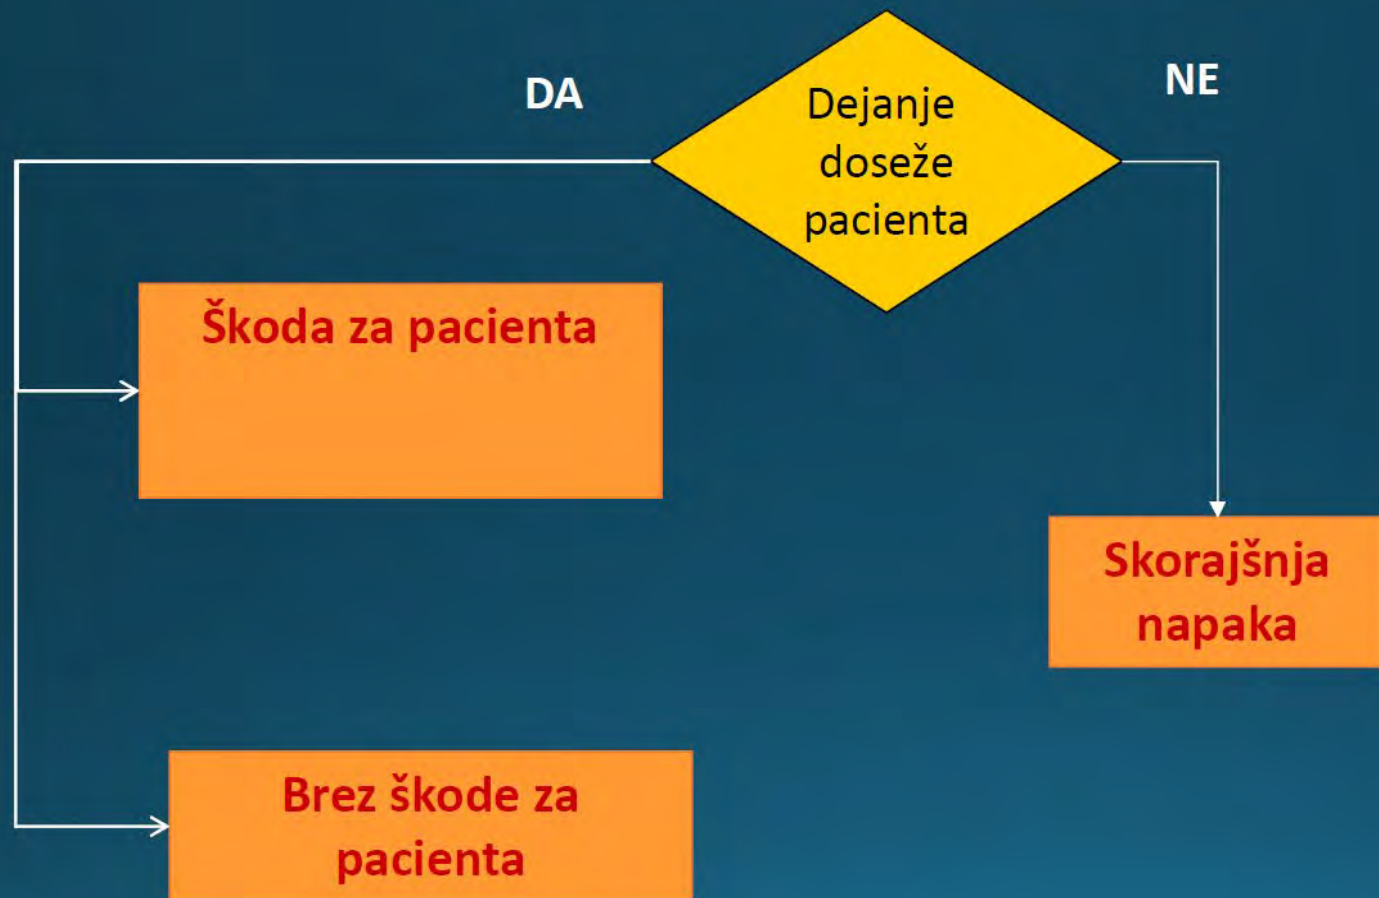 DA
Dejanje
doseže
pacienta
NE
Škoda za pacienta
Skorajšnja
napaka
Brez škode za
pacienta